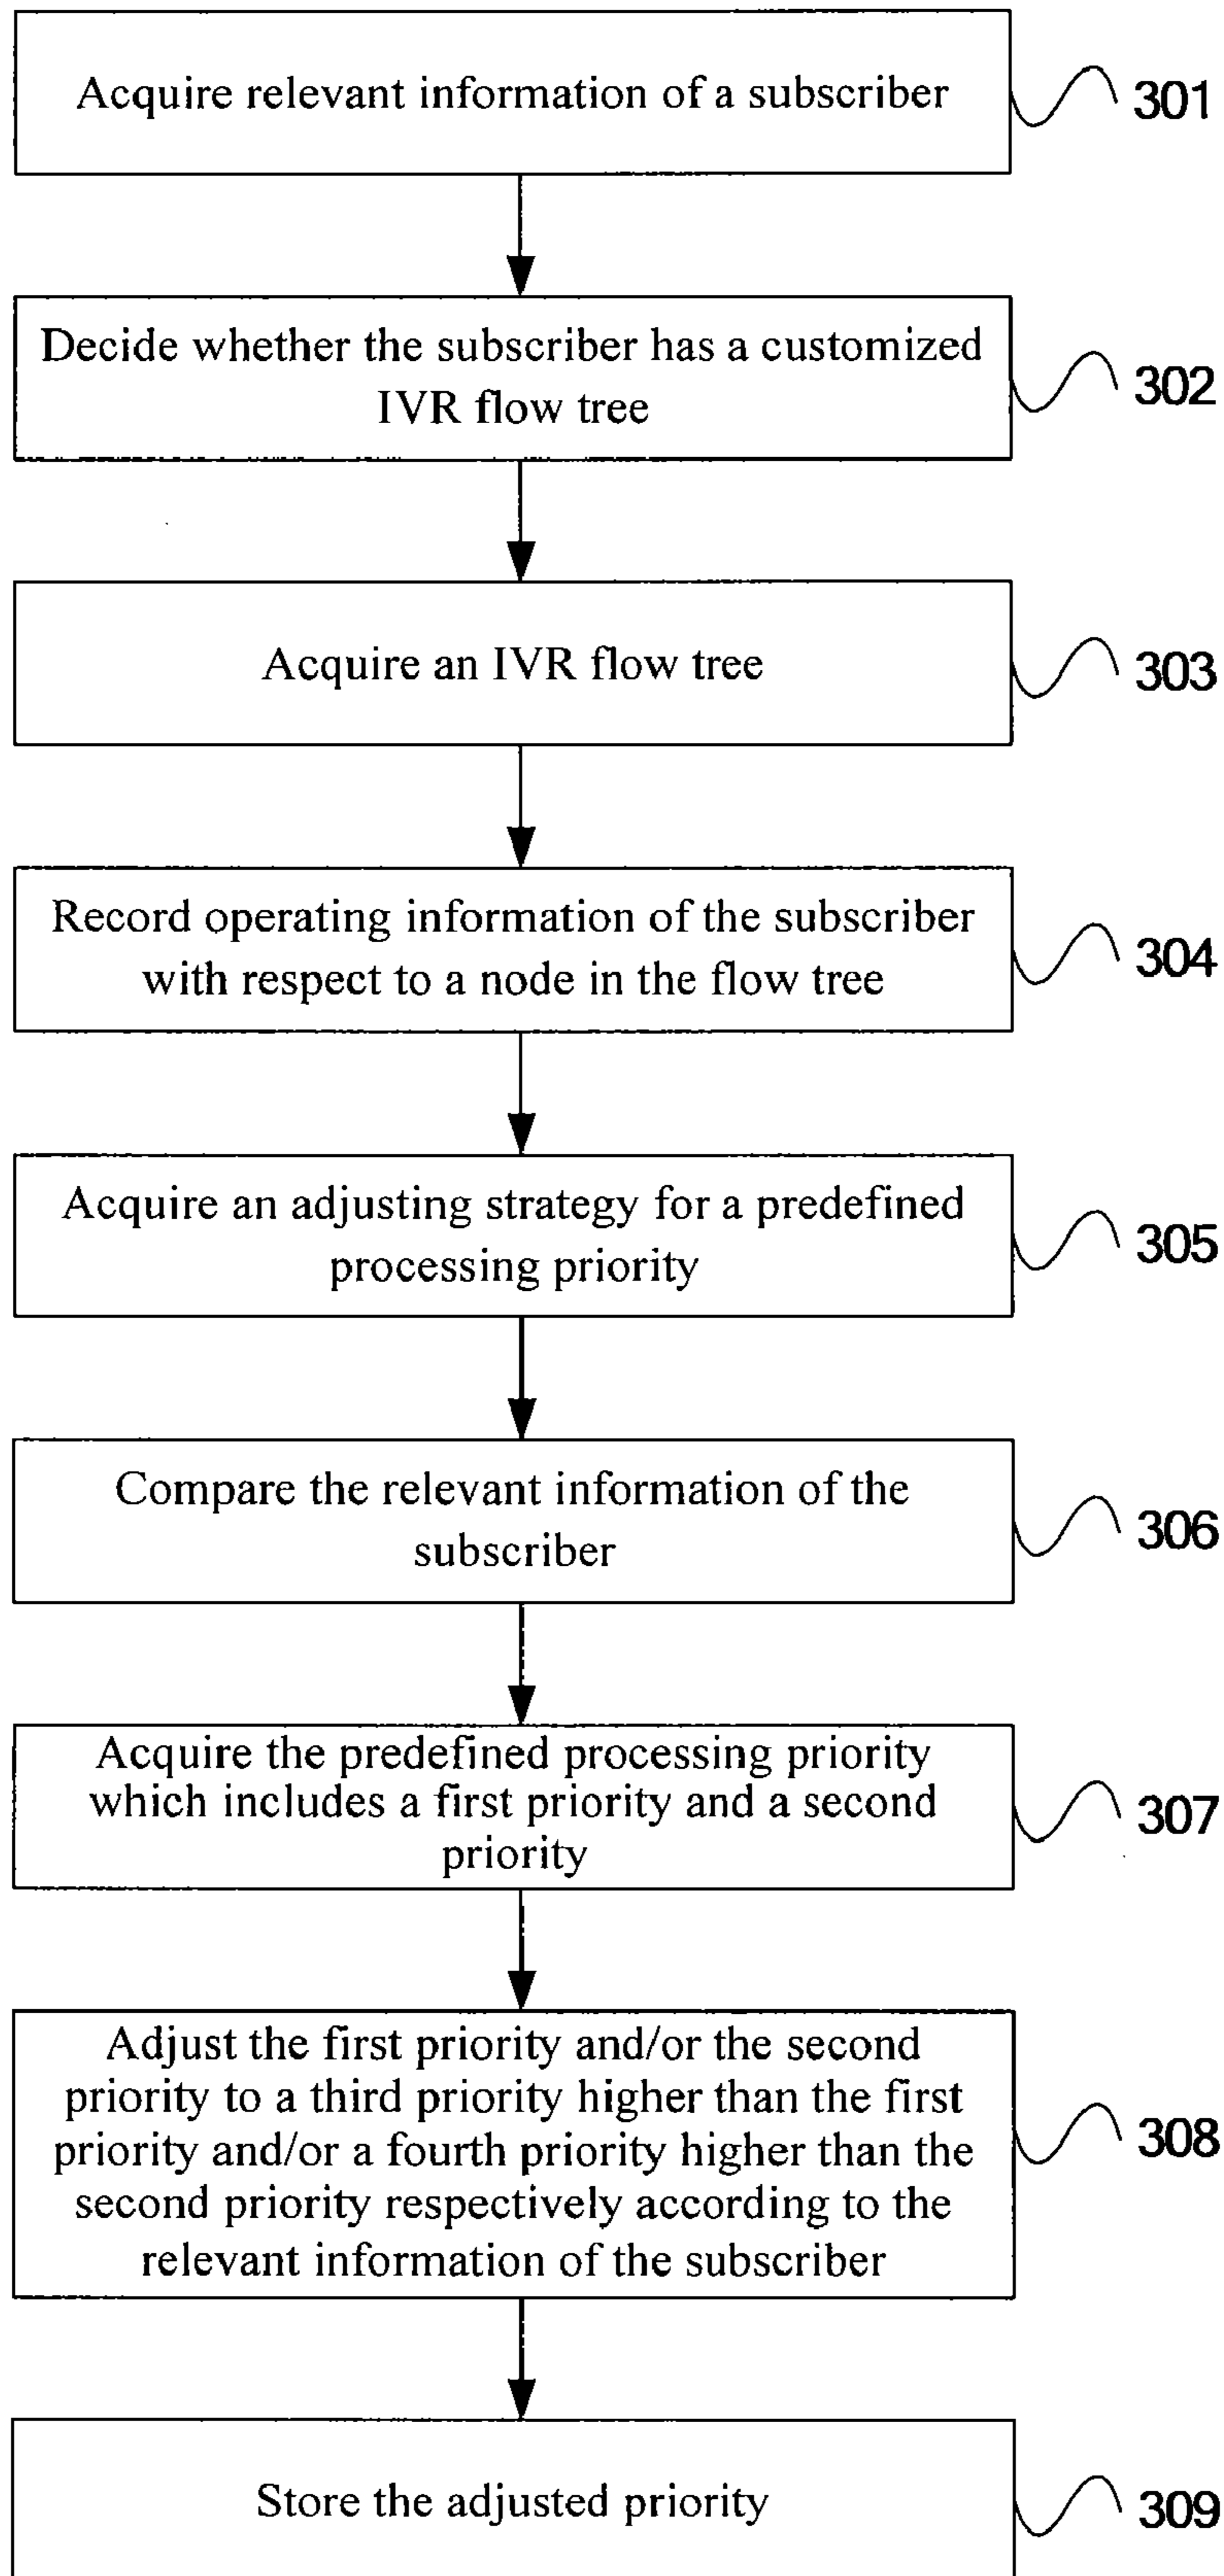 Acquire relevant information of a subscriber
301
Decide whether the subscriber has a customized
IVR flow tree
302
Acquire an IVR flow tree
303
Record operating information of the subscriber
with respect to a node in the flow tree
304
Acquire an adjusting strategy for a predefined
processing priority
305
Compare the relevant information of the
subscriber
306
Acquire the predefined processing priority
which includes a first priority and a second
priority
307
Adjust the first priority and/or the second
priority to a third priority higher than the first
priority and/or a fourth priority higher than the
second priority respectively according to the
relevant information of the subscriber
308
Store the adjusted priority
309